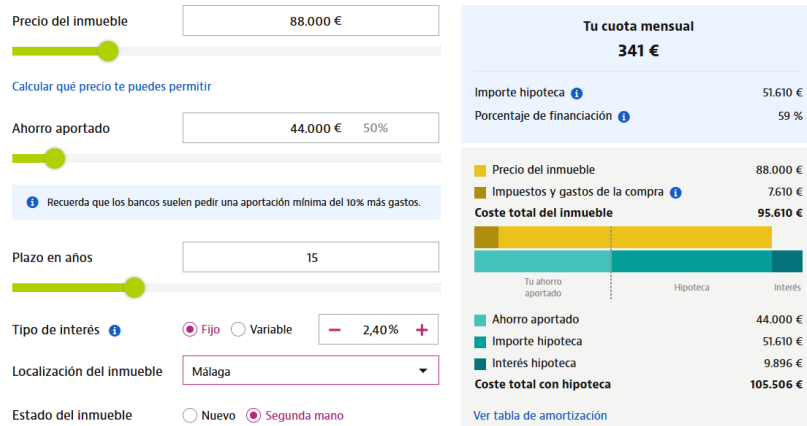 Precio del inmueble
88.000 €
Calcular qué precio te puedes permitir
Ahorro aportado
44.000 € 50%
i Recuerda que los bancos suelen pedir una aportación mínima del 10% más gastos.
Plazo en años
15
Tipo de interés i
Fijo
Variable
− 2,40% +
Localización del inmueble
Málaga
Estado del inmueble
Nuevo
Segunda mano
Tu cuota mensual
341 €
Importe hipoteca i 51.610 €
Porcentaje de financiación i 59 %
Precio del inmueble 88.000 €
Impuestos y gastos de la compra i 7.610 €
Coste total del inmueble 95.610 €
Tu ahorro
aportado
Hipoteca
Interés
Ahorro aportado 44.000 €
Importe hipoteca 51.610 €
Interés hipoteca 9.896 €
Coste total con hipoteca 105.506 €
Ver tabla de amortización